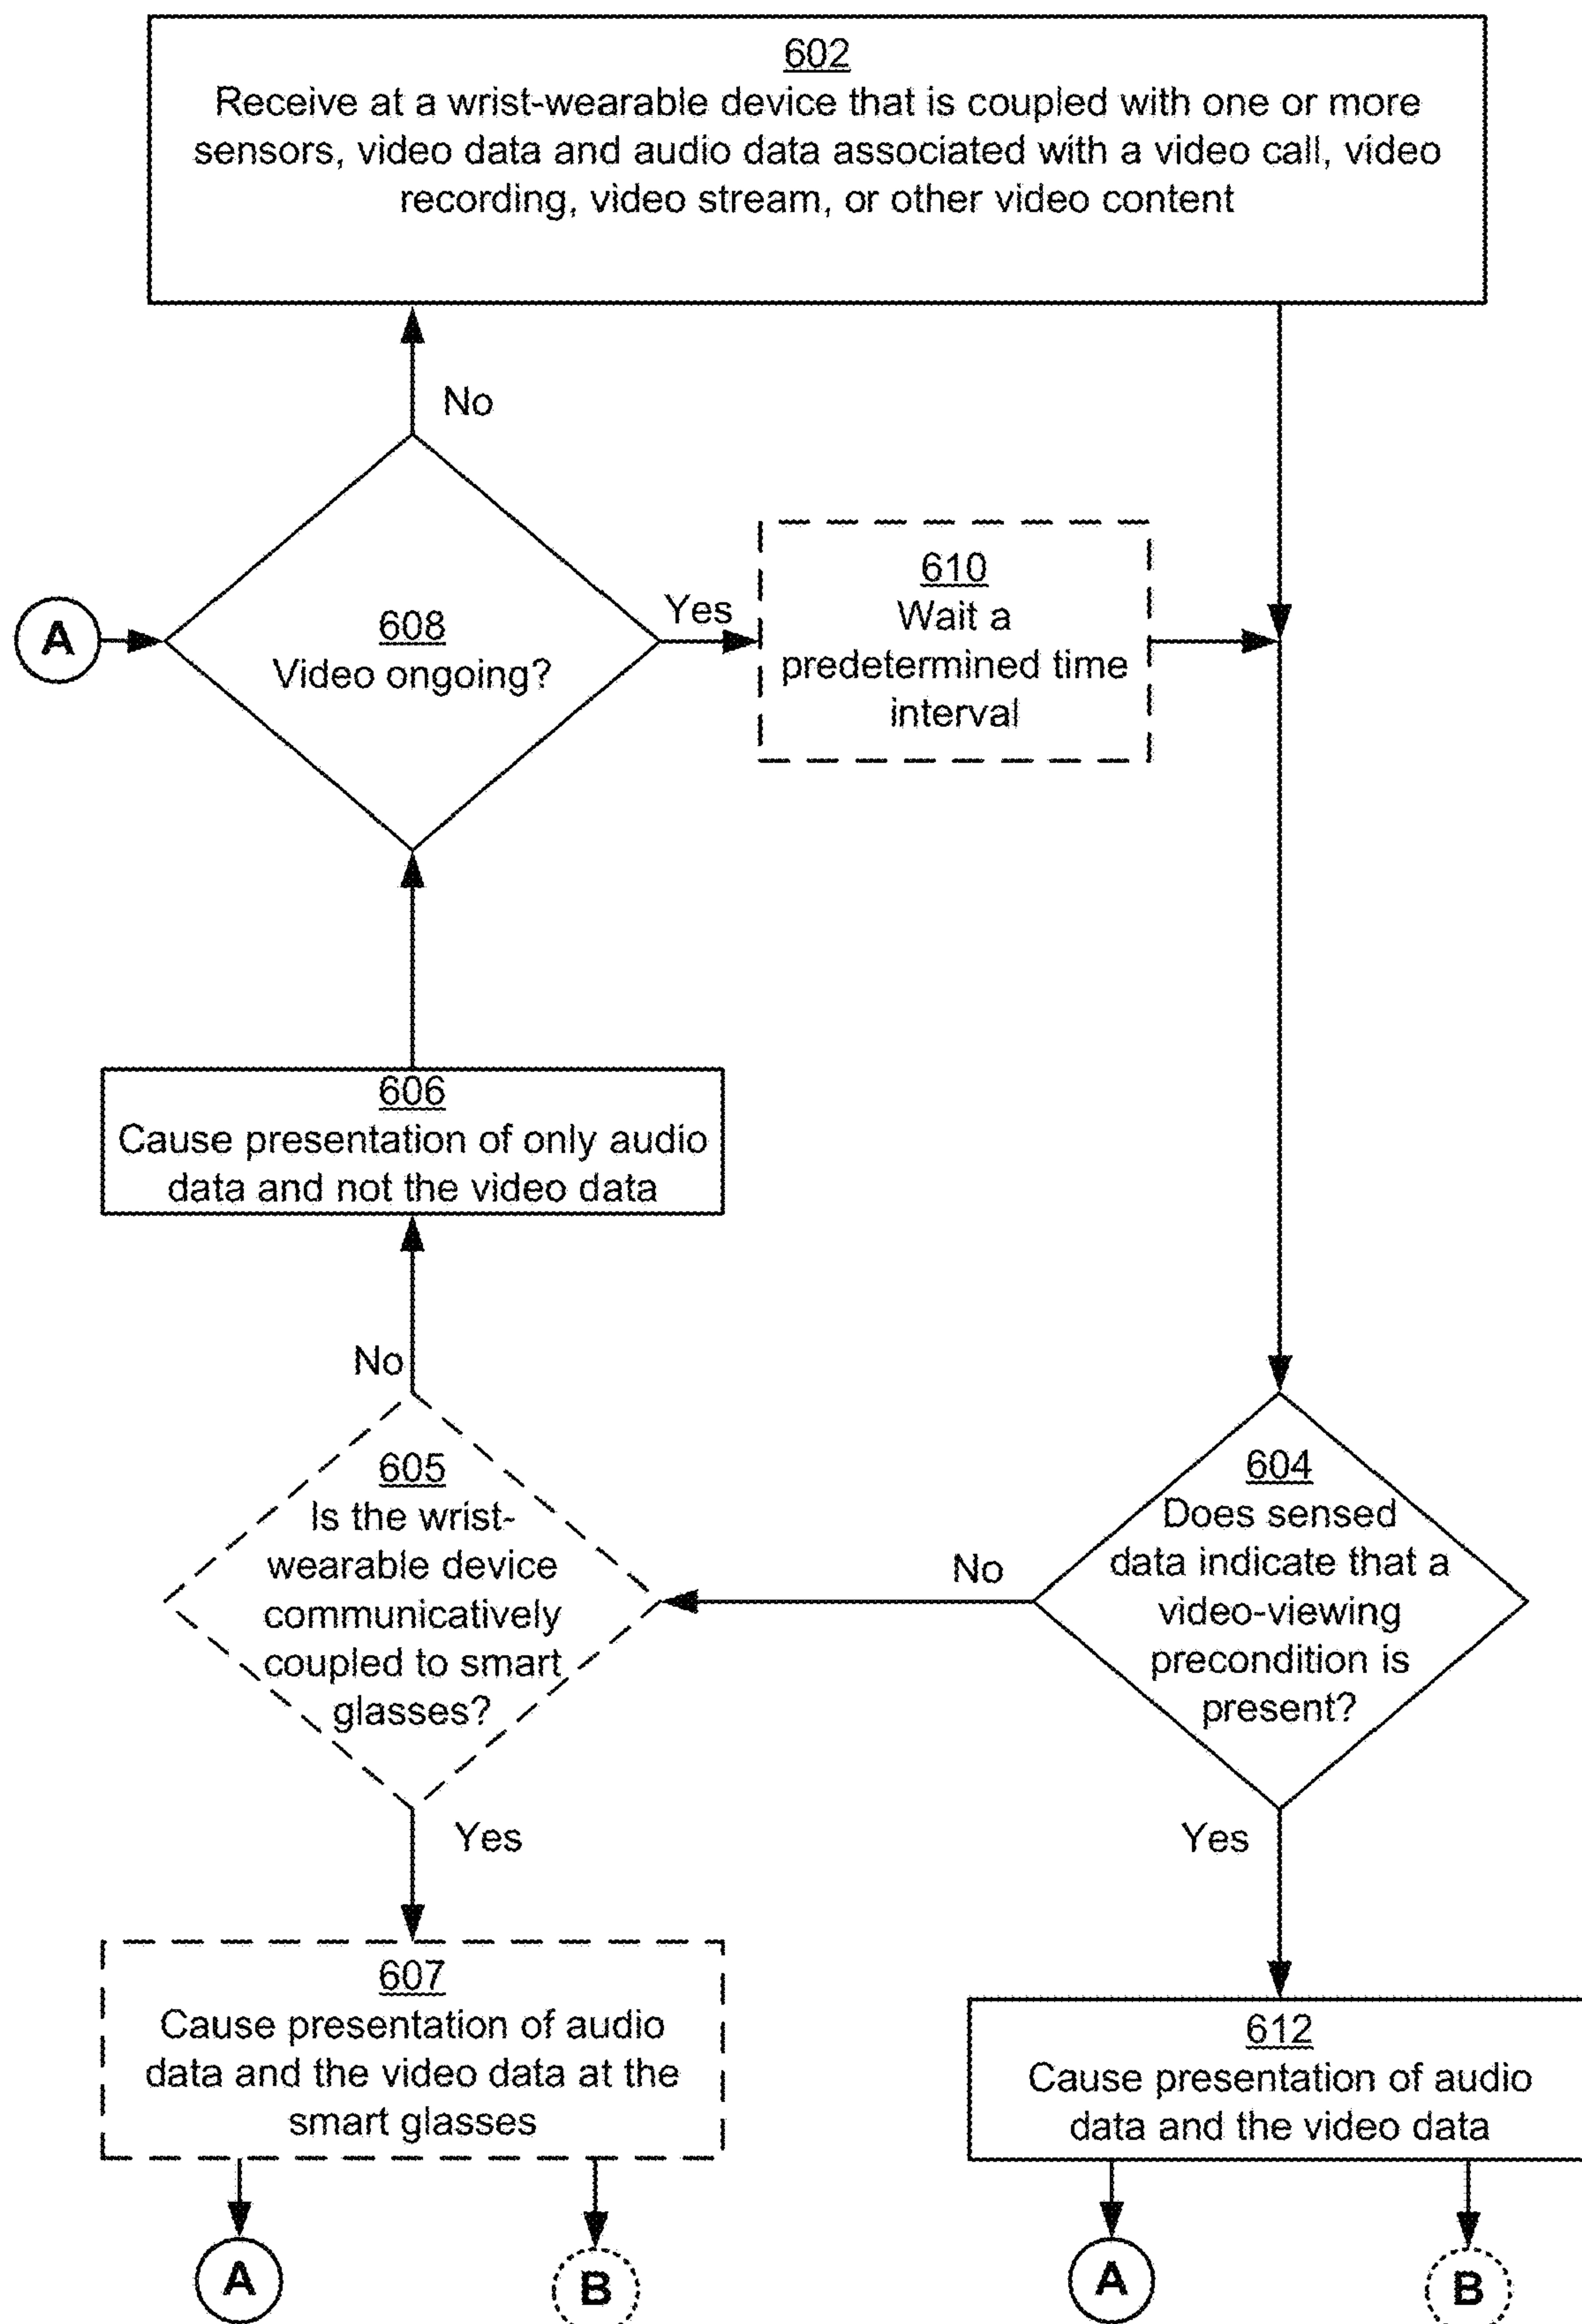 602
Receive at a wrist-wearable device that is coupled with one or more
sensors, video data and audio data associated with a video call, video
recording, video stream, or other video content
No
610
Wait a
predetermined time
interval
Yes
A
608
Video ongoing?
606
Cause presentation of only audio
data and not the video data
No
605
Is the wrist-
wearable device
communicatively
coupled to smart
glasses?
No
604
Does sensed
data indicate that a
video-viewing
precondition is
present?
Yes
Yes
607
Cause presentation of audio
data and the video data at the
smart glasses
612
Cause presentation of audio
data and the video data
A
B
A
B